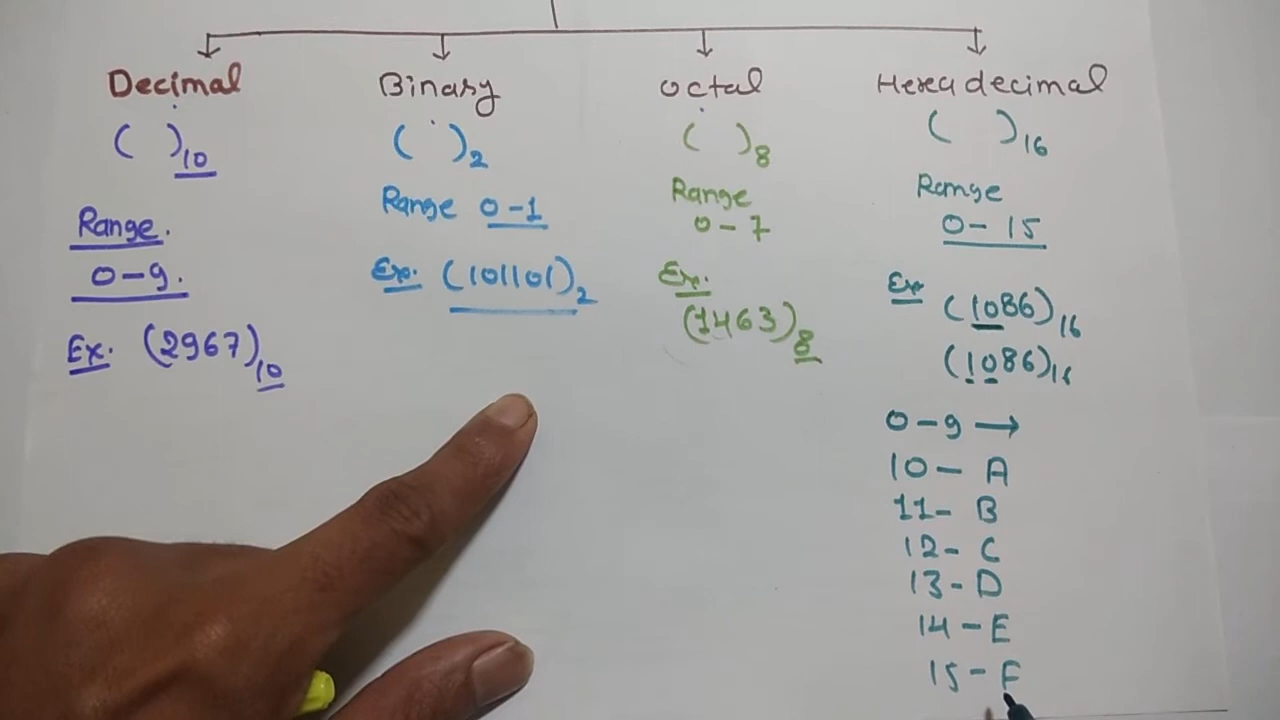 Decimal
( )10
Range.
0-9.
Ex. (2967)10
Binary
( )2
Range 0-1
Ex. (101101)2
Octal
( )8
Range
0-7
Ex.
(1463)8
Hexadecimal
( )16
Range
0-15
Ex (1086)16
(1086)16
0-9→
10- A
11- B
12- C
13- D
14- E
15- F